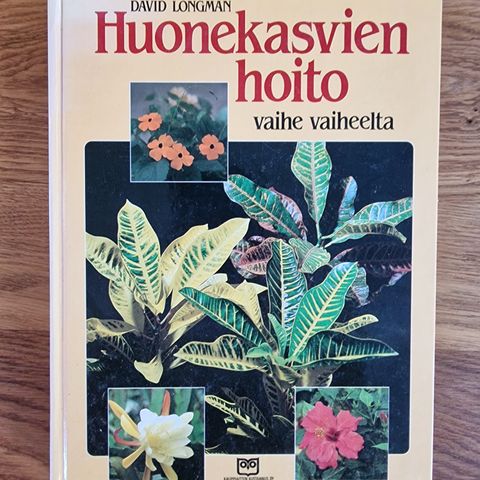 DAVID LONGMAN
Huonekasvien
hoito
vaihe vaiheelta